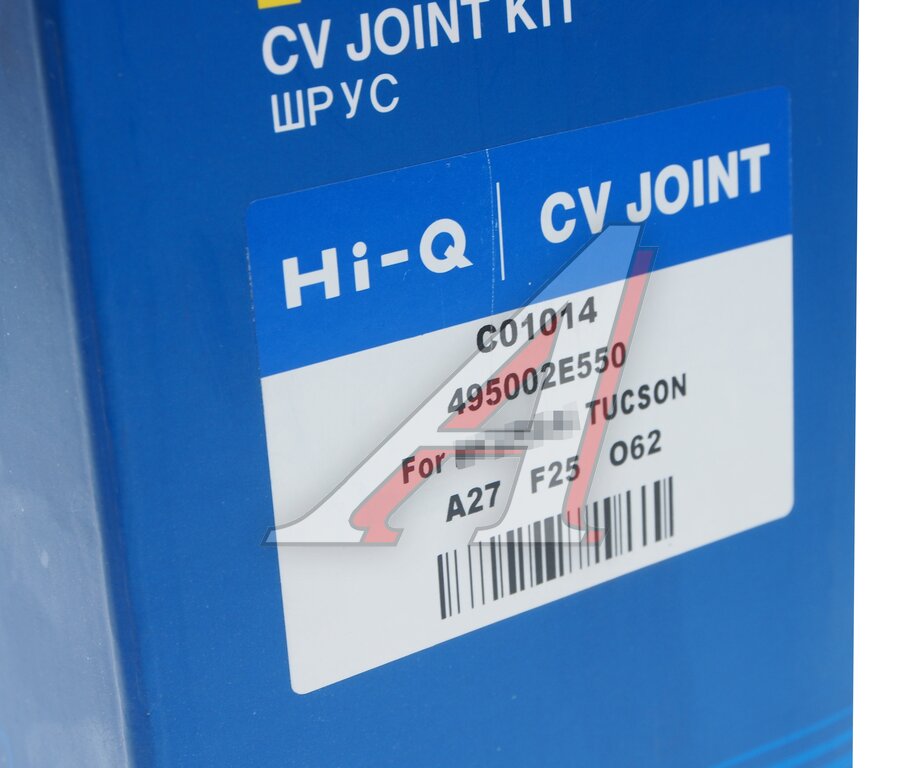 CV JOINT KIT
ШРУС
Hi-Q | CV JOINT
C01014
495002E550
For TUCSON
A27 F25 O62